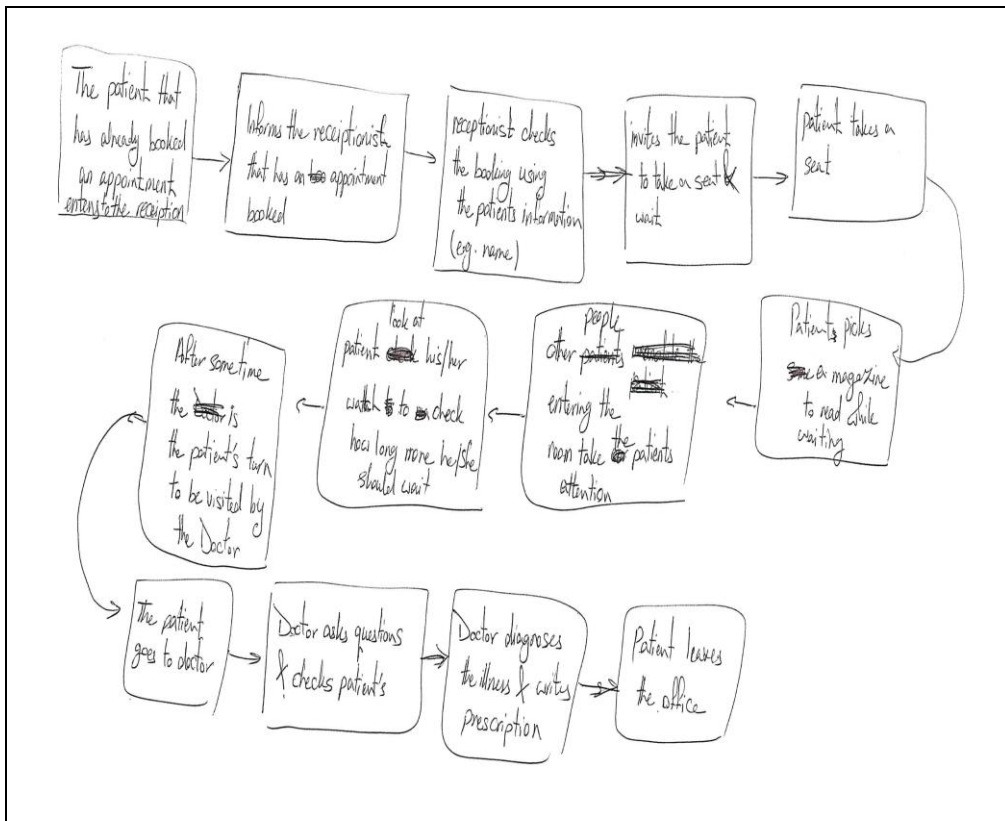 The patient that
has already booked
an appointment
enters to the reception
Informs the receiptionist
that has an appointment
booked
receptionist checks
the booking using
the patients information
(e.g. name)
invites the patient
to take a seat &
wait
patient takes a
seat
Patients picks
a magazine
to read while
waiting
people
other
entering the
room take the patients
attention
look at
patient his/her
watch to check
how long more he/she
should wait
After sometime
the is
the patient's turn
to be visited by
the Doctor
The patient
goes to doctor
Doctor asks questions
& checks patient's
Doctor diagnoses
the illness & writes
prescription
Patient leaves
the office